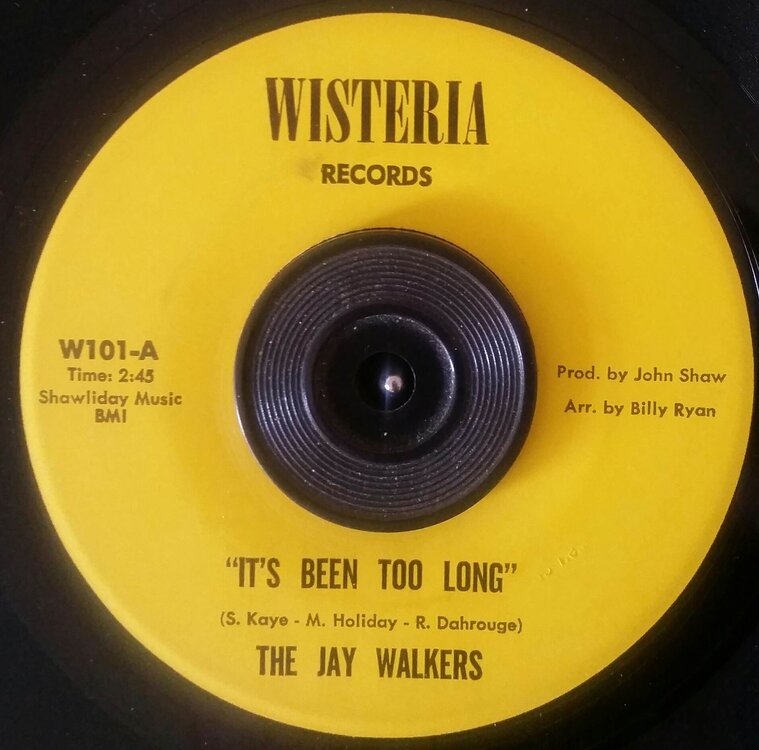 WISTERIA
RECORDS
W101-A
Time: 2:45
Shawliday Music
BMI
Prod. by John Shaw
Arr. by Billy Ryan
"IT'S BEEN TOO LONG"
(S. Kaye - M. Holiday - R. Dahrouge)
THE JAY WALKERS